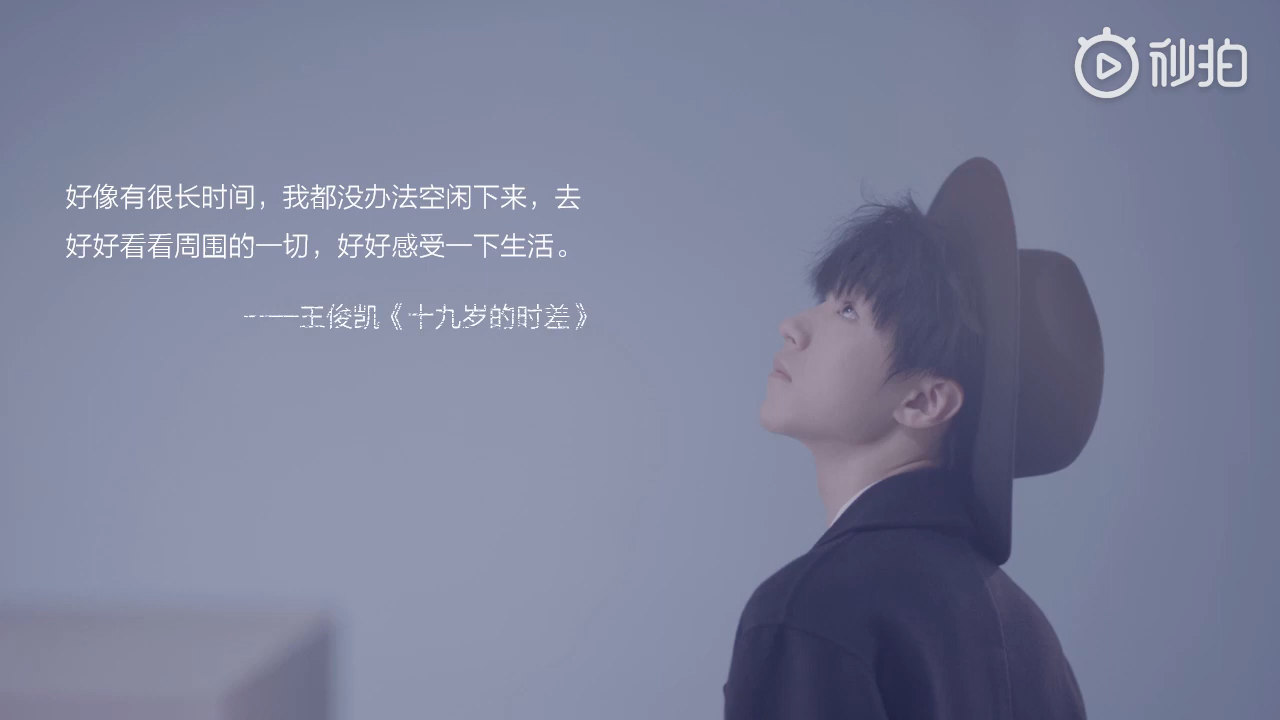 秒拍
好像有很长时间，我都没办法空闲下来，去
好好看看周围的一切，好好感受一下生活。
----王俊凯《十九岁的时差》